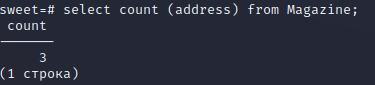 sweet=# select count (address) from Magazine;
count
-------
3
(1 строка)